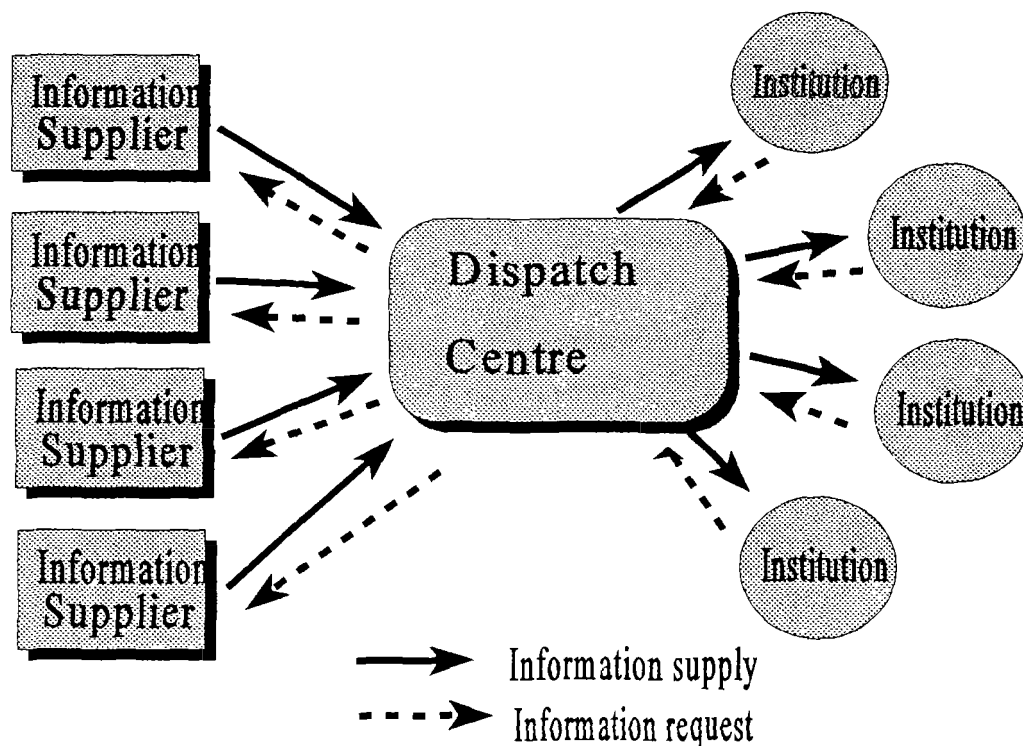 Information
Supplier
Information
Supplier
Information
Supplier
Information
Supplier
Dispatch
Centre
Institution
Institution
Institution
Institution
Information supply
Information request